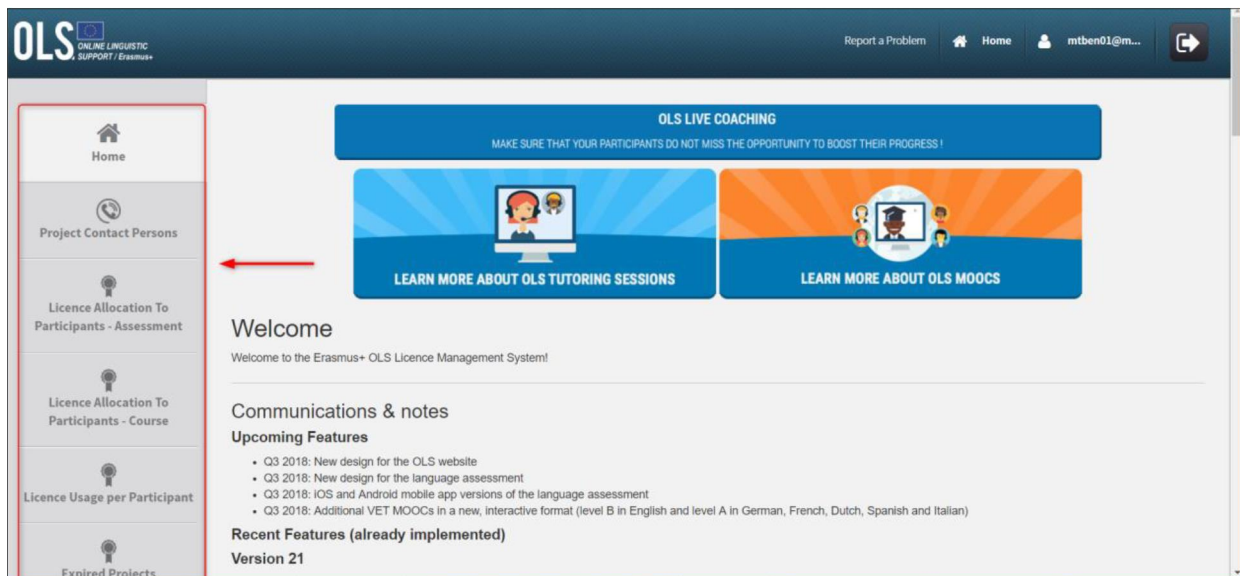 OLS ONLINE LINGUISTIC
SUPPORT / Erasmus+
Report a Problem
Home
mtben01@m...
Home
Project Contact Persons
Licence Allocation To
Participants - Assessment
Licence Allocation To
Participants - Course
Licence Usage per Participant
Expired Projects
OLS LIVE COACHING
MAKE SURE THAT YOUR PARTICIPANTS DO NOT MISS THE OPPORTUNITY TO BOOST THEIR PROGRESS !
LEARN MORE ABOUT OLS TUTORING SESSIONS
LEARN MORE ABOUT OLS MOOCS
Welcome
Welcome to the Erasmus+ OLS Licence Management System!
Communications & notes
Upcoming Features
• Q3 2018: New design for the OLS website
• Q3 2018: New design for the language assessment
• Q3 2018: iOS and Android mobile app versions of the language assessment
• Q3 2018: Additional VET MOOCs in a new, interactive format (level B in English and level A in German, French, Dutch, Spanish and Italian)
Recent Features (already implemented)
Version 21